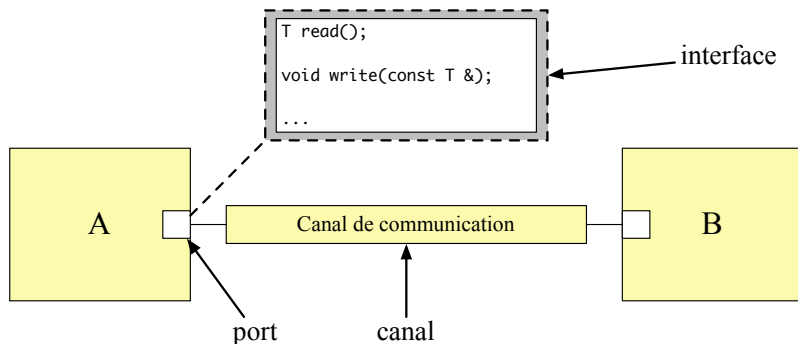 T read();
void write(const T &);
...
interface
A
Canal de communication
B
port
canal